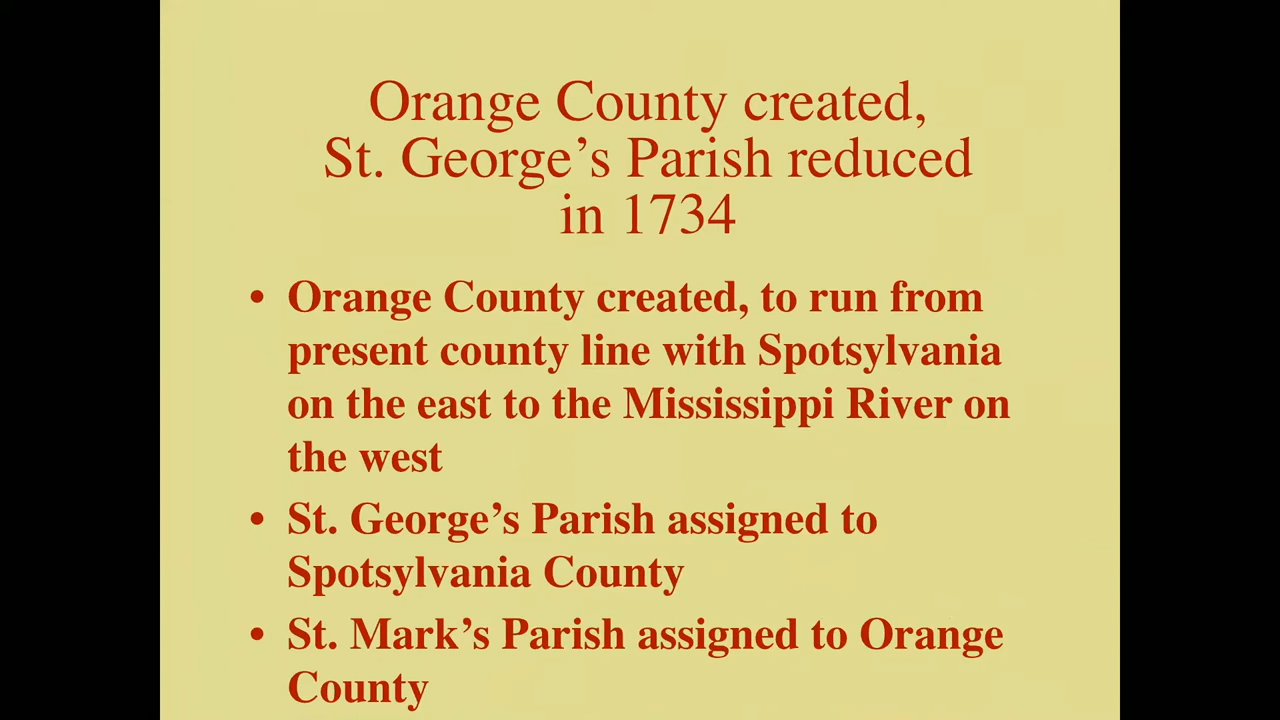 Orange County created,
St. George’s Parish reduced
in 1734
• Orange County created, to run from
present county line with Spotsylvania
on the east to the Mississippi River on
the west
• St. George’s Parish assigned to
Spotsylvania County
• St. Mark’s Parish assigned to Orange
County